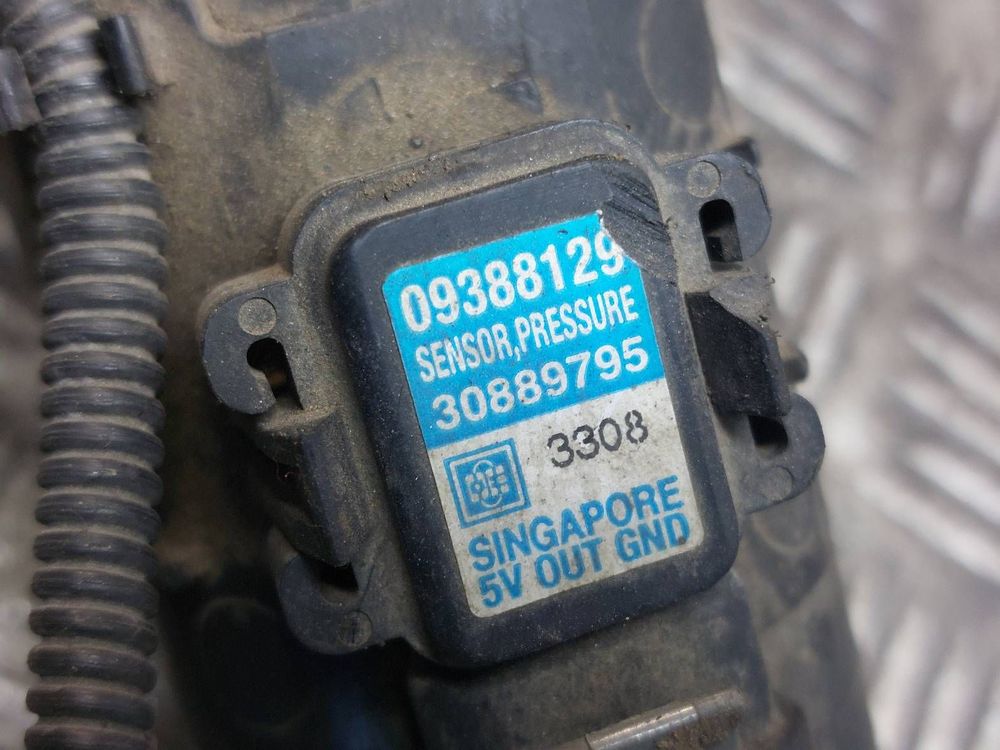 09388129
SENSOR,PRESSURE
30889795
3308
SINGAPORE
5V OUT GND